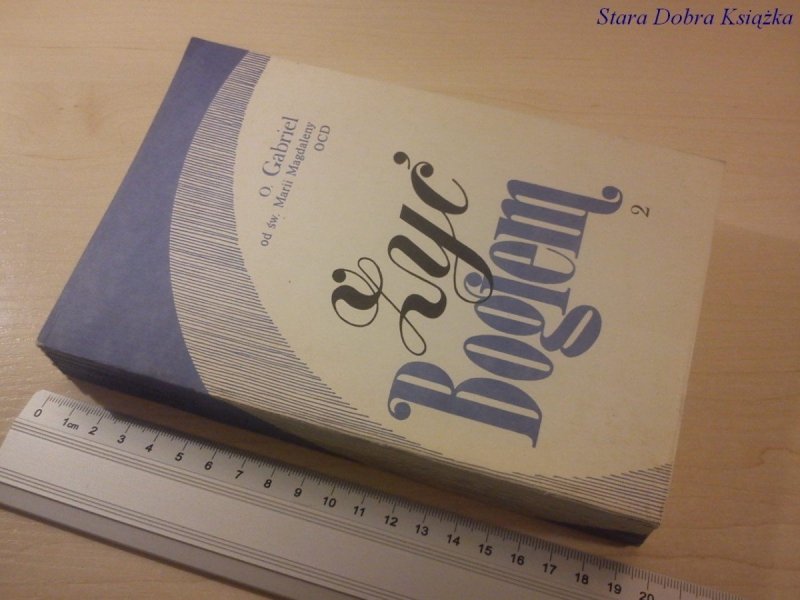 Stara Dobra Książka
O. Gabriel
od św. Marii Magdaleny
OCD
Żyć
Bogiem
2
0 1cm 2 3 4 5 6 7 8 9 10 11 12 13 14 15 16 17 18 19 20